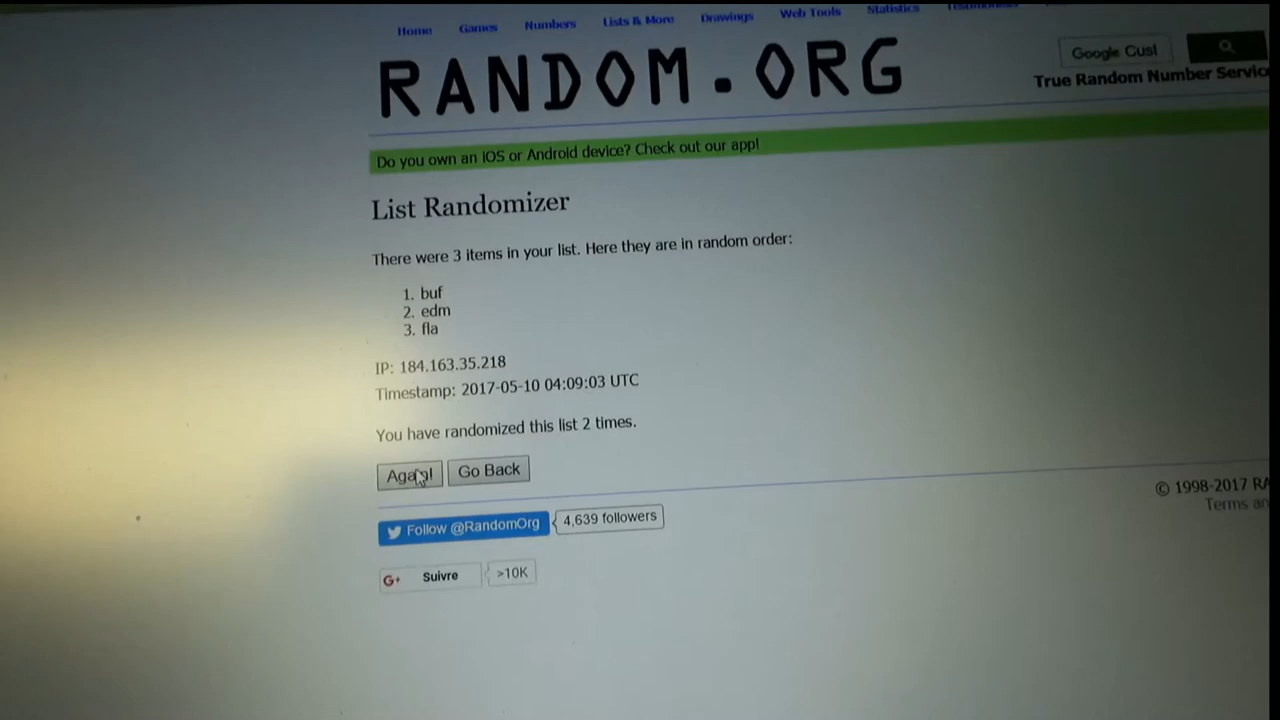 Home Games Numbers Lists & More Drawings Web Tools Statistics
RANDOM.ORG
Google Cust
True Random Number Servic
Do you own an iOS or Android device? Check out our app!
List Randomizer
There were 3 items in your list. Here they are in random order:
1. buf
2. edm
3. fla
IP: 184.163.35.218
Timestamp: 2017-05-10 04:09:03 UTC
You have randomized this list 2 times.
Again! Go Back
© 1998-2017 RA
Terms an
Follow @RandomOrg 4,639 followers
G+ Suivre >10K